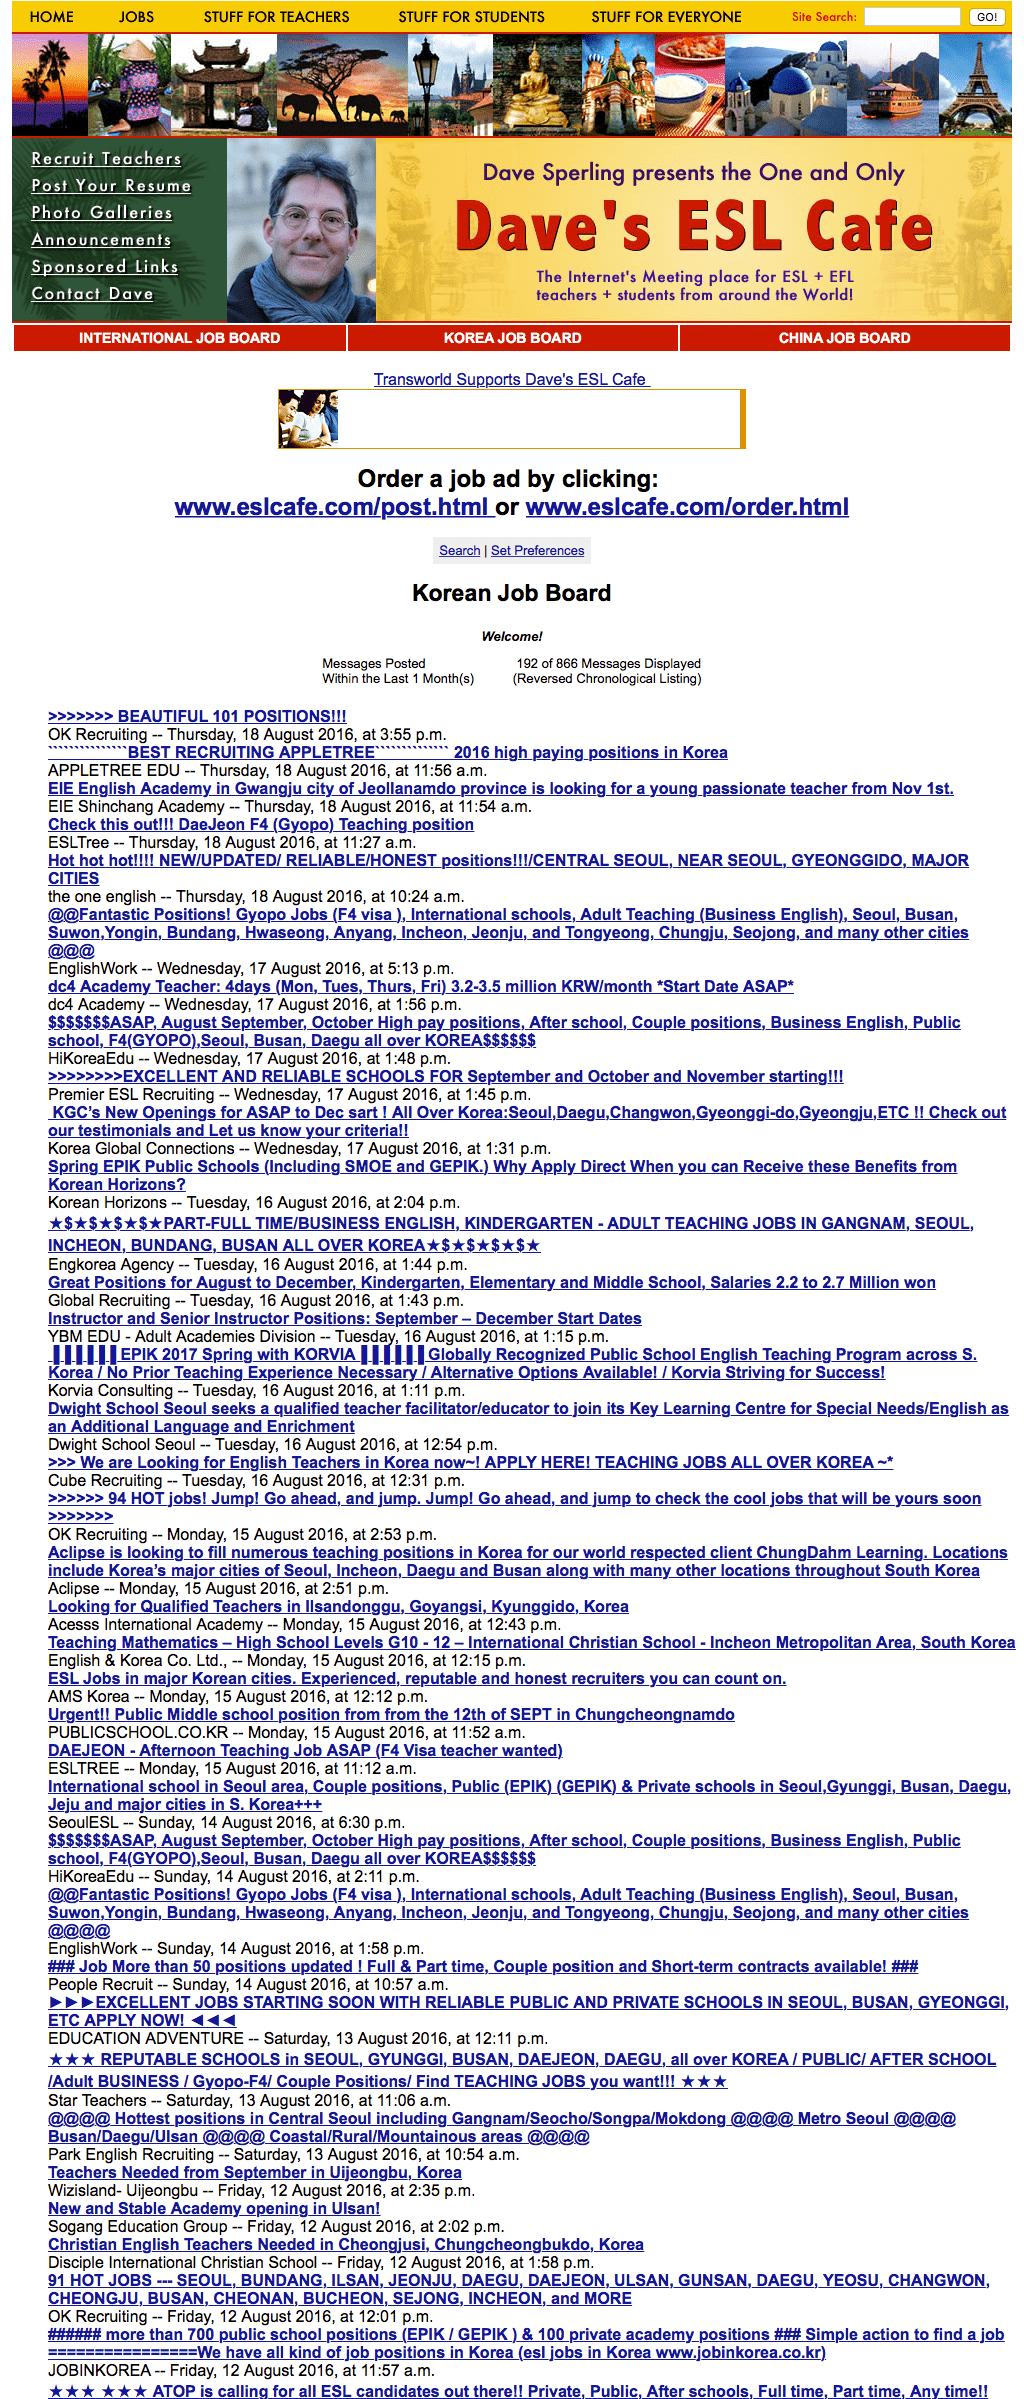 HOME JOBS STUFF FOR TEACHERS STUFF FOR STUDENTS STUFF FOR EVERYONE Site Search: GO!
Recruit Teachers
Post Your Resume
Photo Galleries
Announcements
Sponsored Links
Contact Dave
Dave Sperling presents the One and Only
Dave's ESL Cafe
The Internet's Meeting place for ESL + EFL
teachers + students from around the World!
INTERNATIONAL JOB BOARD KOREA JOB BOARD CHINA JOB BOARD
Transworld Supports Dave's ESL Cafe
Order a job ad by clicking:
www.eslcafe.com/post.html or www.eslcafe.com/order.html
Search | Set Preferences
Korean Job Board
Welcome!
Messages Posted 192 of 866 Messages Displayed
Within the Last 1 Month(s) (Reversed Chronological Listing)
>>>>>>> BEAUTIFUL 101 POSITIONS!!!
OK Recruiting -- Thursday, 18 August 2016, at 3:55 p.m.
```````````````BEST RECRUITING APPLETREE`````````````` 2016 high paying positions in Korea
APPLETREE EDU -- Thursday, 18 August 2016, at 11:56 a.m.
EIE English Academy in Gwangju city of Jeollanamdo province is looking for a young passionate teacher from Nov 1st.
EIE Shinchang Academy -- Thursday, 18 August 2016, at 11:54 a.m.
Check this out!!! DaeJeon F4 (Gyopo) Teaching position
ESLTree -- Thursday, 18 August 2016, at 11:27 a.m.
Hot hot hot!!!! NEW/UPDATED/ RELIABLE/HONEST positions!!!/CENTRAL SEOUL, NEAR SEOUL, GYEONGGIDO, MAJOR
CITIES
the one english -- Thursday, 18 August 2016, at 10:24 a.m.
@@Fantastic Positions! Gyopo Jobs (F4 visa ), International schools, Adult Teaching (Business English), Seoul, Busan,
Suwon,Yongin, Bundang, Hwaseong, Anyang, Incheon, Jeonju, and Tongyeong, Chungju, Seojong, and many other cities
@@@
EnglishWork -- Wednesday, 17 August 2016, at 5:13 p.m.
dc4 Academy Teacher: 4days (Mon, Tues, Thurs, Fri) 3.2-3.5 million KRW/month *Start Date ASAP*
dc4 Academy -- Wednesday, 17 August 2016, at 1:56 p.m.
$$$$$$$ASAP, August September, October High pay positions, After school, Couple positions, Business English, Public
school, F4(GYOPO),Seoul, Busan, Daegu all over KOREA$$$$$$
HiKoreaEdu -- Wednesday, 17 August 2016, at 1:48 p.m.
>>>>>>>>EXCELLENT AND RELIABLE SCHOOLS FOR September and October and November starting!!!
Premier ESL Recruiting -- Wednesday, 17 August 2016, at 1:45 p.m.
KGC’s New Openings for ASAP to Dec sart ! All Over Korea:Seoul,Daegu,Changwon,Gyeonggi-do,Gyeongju,ETC !! Check out
our testimonials and Let us know your criteria!!
Korea Global Connections -- Wednesday, 17 August 2016, at 1:31 p.m.
Spring EPIK Public Schools (Including SMOE and GEPIK.) Why Apply Direct When you can Receive these Benefits from
Korean Horizons?
Korean Horizons -- Tuesday, 16 August 2016, at 2:04 p.m.
★$★$★$★$★PART-FULL TIME/BUSINESS ENGLISH, KINDERGARTEN - ADULT TEACHING JOBS IN GANGNAM, SEOUL,
INCHEON, BUNDANG, BUSAN ALL OVER KOREA★$★$★$★$★
Engkorea Agency -- Tuesday, 16 August 2016, at 1:44 p.m.
Great Positions for August to December, Kindergarten, Elementary and Middle School, Salaries 2.2 to 2.7 Million won
Global Recruiting -- Tuesday, 16 August 2016, at 1:43 p.m.
Instructor and Senior Instructor Positions: September – December Start Dates
YBM EDU - Adult Academies Division -- Tuesday, 16 August 2016, at 1:15 p.m.
▐▐▐▐▐▐ EPIK 2017 Spring with KORVIA ▐▐▐▐▐▐ Globally Recognized Public School English Teaching Program across S.
Korea / No Prior Teaching Experience Necessary / Alternative Options Available! / Korvia Striving for Success!
Korvia Consulting -- Tuesday, 16 August 2016, at 1:11 p.m.
Dwight School Seoul seeks a qualified teacher facilitator/educator to join its Key Learning Centre for Special Needs/English as
an Additional Language and Enrichment
Dwight School Seoul -- Tuesday, 16 August 2016, at 12:54 p.m.
>>> We are Looking for English Teachers in Korea now~! APPLY HERE! TEACHING JOBS ALL OVER KOREA ~*
Cube Recruiting -- Tuesday, 16 August 2016, at 12:31 p.m.
>>>>>> 94 HOT jobs! Jump! Go ahead, and jump. Jump! Go ahead, and jump to check the cool jobs that will be yours soon
>>>>>>>
OK Recruiting -- Monday, 15 August 2016, at 2:53 p.m.
Aclipse is looking to fill numerous teaching positions in Korea for our world respected client ChungDahm Learning. Locations
include Korea’s major cities of Seoul, Incheon, Daegu and Busan along with many other locations throughout South Korea
Aclipse -- Monday, 15 August 2016, at 2:51 p.m.
Looking for Qualified Teachers in Ilsandonggu, Goyangsi, Kyunggido, Korea
Acesss International Academy -- Monday, 15 August 2016, at 12:43 p.m.
Teaching Mathematics – High School Levels G10 - 12 – International Christian School - Incheon Metropolitan Area, South Korea
English & Korea Co. Ltd., -- Monday, 15 August 2016, at 12:15 p.m.
ESL Jobs in major Korean cities. Experienced, reputable and honest recruiters you can count on.
AMS Korea -- Monday, 15 August 2016, at 12:12 p.m.
Urgent!! Public Middle school position from from the 12th of SEPT in Chungcheongnamdo
PUBLICSCHOOL.CO.KR -- Monday, 15 August 2016, at 11:52 a.m.
DAEJEON - Afternoon Teaching Job ASAP (F4 Visa teacher wanted)
ESLTREE -- Monday, 15 August 2016, at 11:12 a.m.
International school in Seoul area, Couple positions, Public (EPIK) (GEPIK) & Private schools in Seoul,Gyunggi, Busan, Daegu,
Jeju and major cities in S. Korea+++
SeoulESL -- Sunday, 14 August 2016, at 6:30 p.m.
$$$$$$$ASAP, August September, October High pay positions, After school, Couple positions, Business English, Public
school, F4(GYOPO),Seoul, Busan, Daegu all over KOREA$$$$$$
HiKoreaEdu -- Sunday, 14 August 2016, at 2:11 p.m.
@@Fantastic Positions! Gyopo Jobs (F4 visa ), International schools, Adult Teaching (Business English), Seoul, Busan,
Suwon,Yongin, Bundang, Hwaseong, Anyang, Incheon, Jeonju, and Tongyeong, Chungju, Seojong, and many other cities
@@@@
EnglishWork -- Sunday, 14 August 2016, at 1:58 p.m.
### Job More than 50 positions updated ! Full & Part time, Couple position and Short-term contracts available! ###
People Recruit -- Sunday, 14 August 2016, at 10:57 a.m.
►►►EXCELLENT JOBS STARTING SOON WITH RELIABLE PUBLIC AND PRIVATE SCHOOLS IN SEOUL, BUSAN, GYEONGGI,
ETC APPLY NOW! ◄◄◄
EDUCATION ADVENTURE -- Saturday, 13 August 2016, at 12:11 p.m.
★★★ REPUTABLE SCHOOLS in SEOUL, GYUNGGI, BUSAN, DAEJEON, DAEGU, all over KOREA / PUBLIC/ AFTER SCHOOL
/Adult BUSINESS / Gyopo-F4/ Couple Positions/ Find TEACHING JOBS you want!!! ★★★
Star Teachers -- Saturday, 13 August 2016, at 11:06 a.m.
@@@@ Hottest positions in Central Seoul including Gangnam/Seocho/Songpa/Mokdong @@@@ Metro Seoul @@@@
Busan/Daegu/Ulsan @@@@ Coastal/Rural/Mountainous areas @@@@
Park English Recruiting -- Saturday, 13 August 2016, at 10:54 a.m.
Teachers Needed from September in Uijeongbu, Korea
Wizisland- Uijeongbu -- Friday, 12 August 2016, at 2:35 p.m.
New and Stable Academy opening in Ulsan!
Sogang Education Group -- Friday, 12 August 2016, at 2:02 p.m.
Christian English Teachers Needed in Cheongjusi, Chungcheongbukdo, Korea
Disciple International Christian School -- Friday, 12 August 2016, at 1:58 p.m.
91 HOT JOBS --- SEOUL, BUNDANG, ILSAN, JEONJU, DAEGU, DAEJEON, ULSAN, GUNSAN, DAEGU, YEOSU, CHANGWON,
CHEONGJU, BUSAN, CHEONAN, BUCHEON, SEJONG, INCHEON, and MORE
OK Recruiting -- Friday, 12 August 2016, at 12:01 p.m.
###### more than 700 public school positions (EPIK / GEPIK ) & 100 private academy positions ### Simple action to find a job
================We have all kind of job positions in Korea (esl jobs in Korea www.jobinkorea.co.kr)
JOBINKOREA -- Friday, 12 August 2016, at 11:57 a.m.
★★★ ★★★ ATOP is calling for all ESL candidates out there!! Private, Public, After schools, Full time, Part time, Any time!!